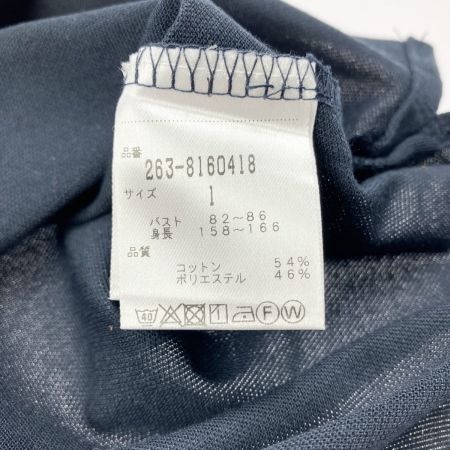 品番
263-8160418
サイズ
1
バスト 82〜86
身長 158〜166
品質
コットン 54%
ポリエステル 46%
40 F W